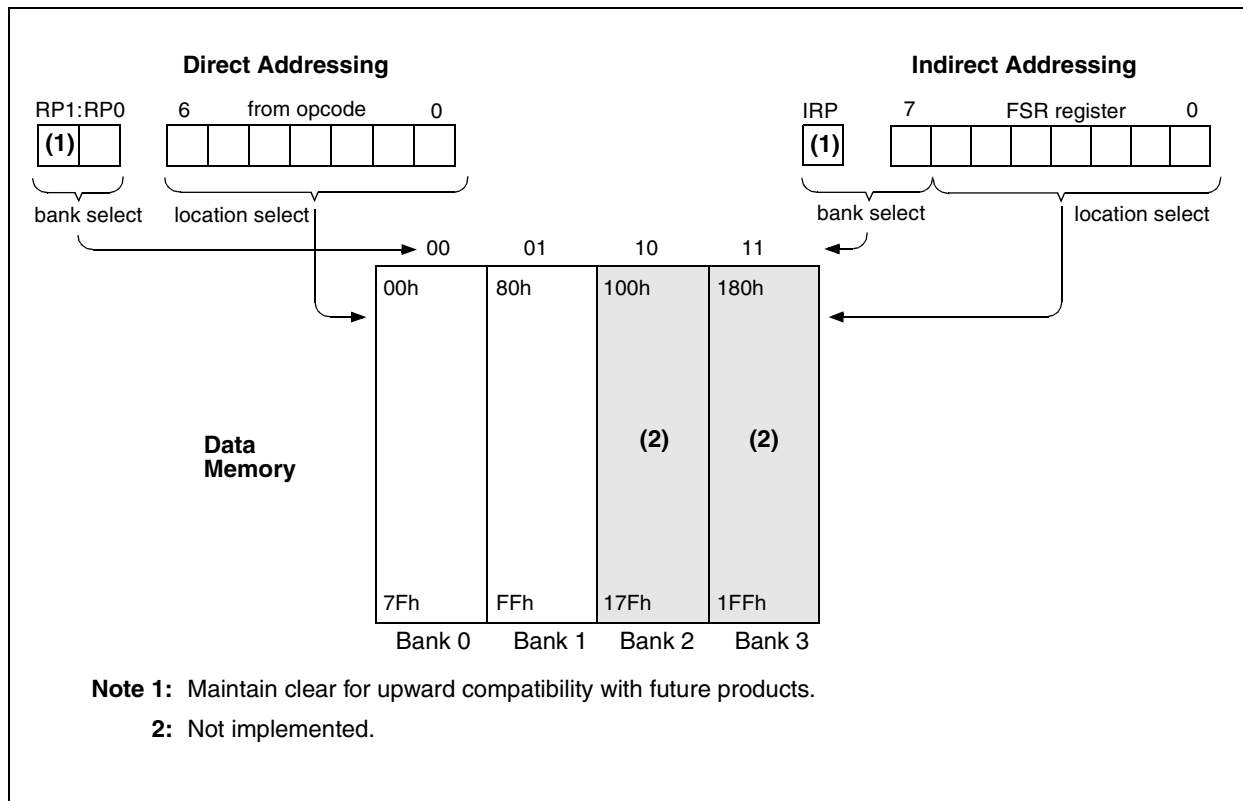 Direct Addressing
Indirect Addressing
RP1:RP0 6 from opcode 0
IRP 7 FSR register 0
(1)
(1)
bank select location select
bank select location select
00 01 10 11
00h 80h 100h 180h
Data
Memory
(2) (2)
7Fh FFh 17Fh 1FFh
Bank 0 Bank 1 Bank 2 Bank 3
Note 1: Maintain clear for upward compatibility with future products.
2: Not implemented.